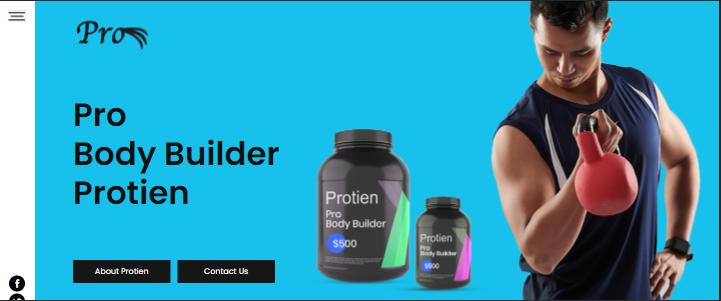 Pro
Pro
Body Builder
Protien
Protien
Pro
Body Builder
$500
Protien
Pro
Body Builder
$500
About Protien
Contact Us
f